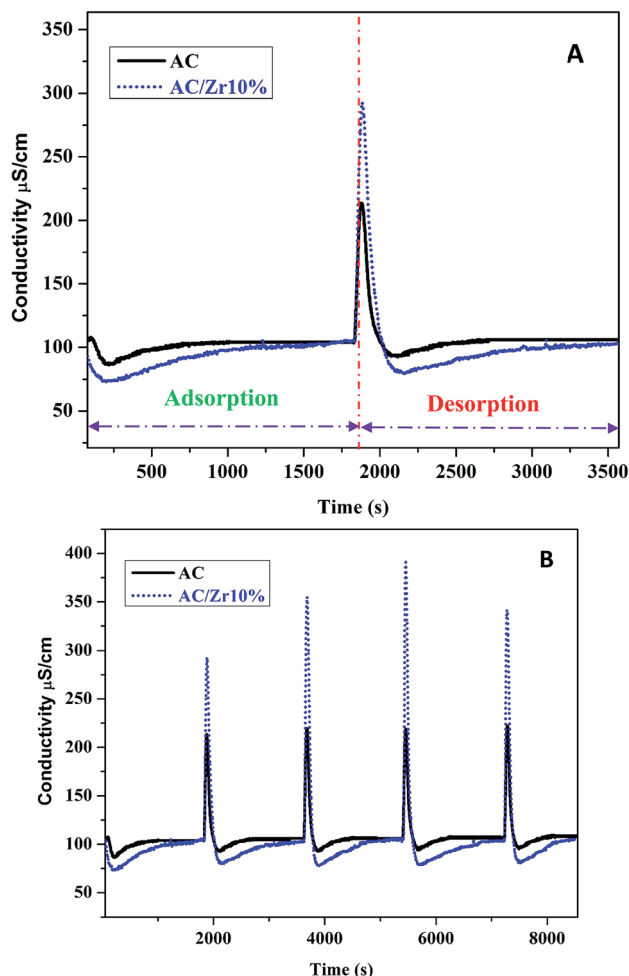 A
AC
AC/Zr10%
Conductivity μS/cm
350
300
250
200
150
100
50
Adsorption
Desorption
500 1000 1500 2000 2500 3000 3500
Time (s)
B
AC
AC/Zr10%
Conductivity μS/cm
400
350
300
250
200
150
100
50
2000 4000 6000 8000
Time (s)